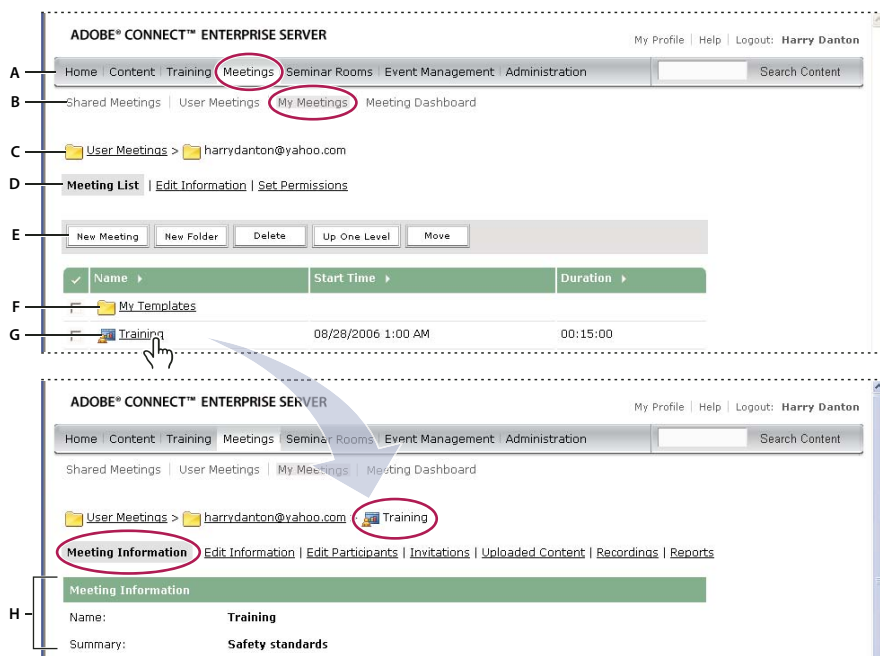 ADOBE® CONNECT™ ENTERPRISE SERVER
My Profile | Help | Logout: Harry Danton
A
Home | Content | Training | Meetings | Seminar Rooms | Event Management | Administration
Search Content
B
Shared Meetings | User Meetings | My Meetings | Meeting Dashboard
C
User Meetings > harrydanton@yahoo.com
D
Meeting List | Edit Information | Set Permissions
E
New Meeting New Folder Delete Up One Level Move
Name Start Time Duration
F
My Templates
G
Training 08/28/2006 1:00 AM 00:15:00
ADOBE® CONNECT™ ENTERPRISE SERVER
My Profile | Help | Logout: Harry Danton
Home | Content | Training | Meetings | Seminar Rooms | Event Management | Administration
Search Content
Shared Meetings | User Meetings | My Meetings | Meeting Dashboard
User Meetings > harrydanton@yahoo.com > Training
Meeting Information | Edit Information | Edit Participants | Invitations | Uploaded Content | Recordings | Reports
Meeting Information
H
Name: Training
Summary: Safety standards